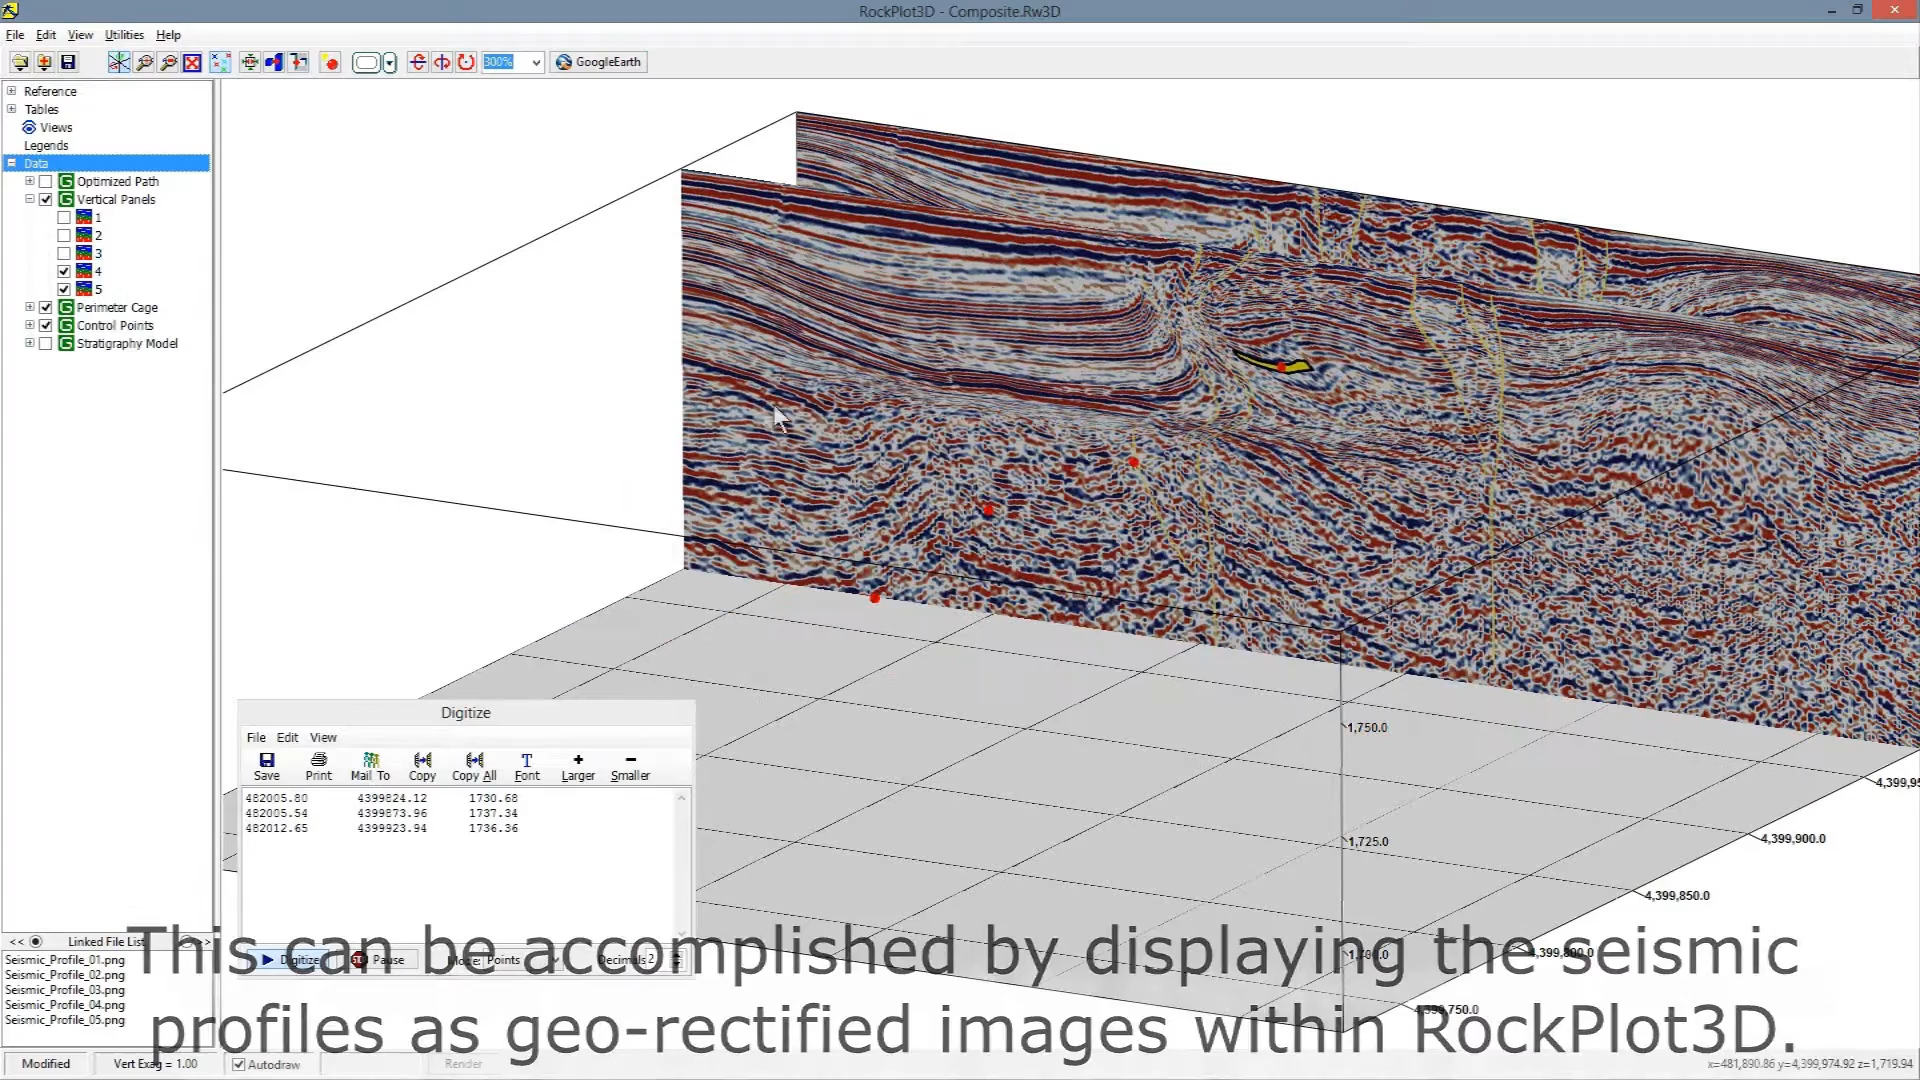 RockPlot3D - Composite.Rw3D
File Edit View Utilities Help
300% GoogleEarth
Reference
Tables
Views
Legends
Data
Optimized Path
Vertical Panels
1
2
3
4
5
Perimeter Cage
Control Points
Stratigraphy Model
1,750.0
1,725.0
4,399,900.0
4,399,850.0
4,399,800.0
Digitize
File Edit View
Save Print Mail To Copy Copy All Font Larger Smaller
482005.80 4399824.12 1730.68
482005.54 4399873.96 1737.34
482012.65 4399923.94 1736.36
Digitize Pause Mode: Points Decimals 2
<< Linked File List >>
Seismic_Profile_01.png
Seismic_Profile_02.png
Seismic_Profile_03.png
Seismic_Profile_04.png
Seismic_Profile_05.png
This can be accomplished by displaying the seismic
profiles as geo-rectified images within RockPlot3D.
Modified Vert Exag = 1.00 Autodraw Render
x=481,890.86 y=4,399,974.92 z=1,719.94